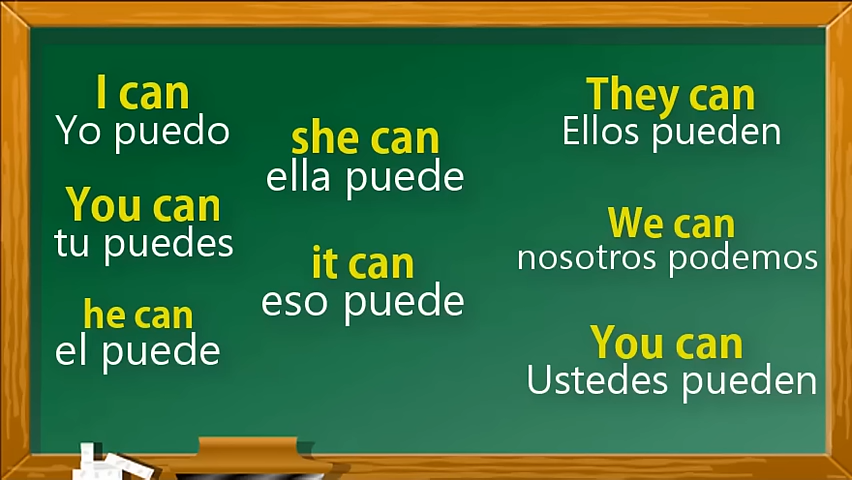 I can
Yo puedo
You can
tu puedes
he can
el puede
she can
ella puede
it can
eso puede
They can
Ellos pueden
We can
nosotros podemos
You can
Ustedes pueden